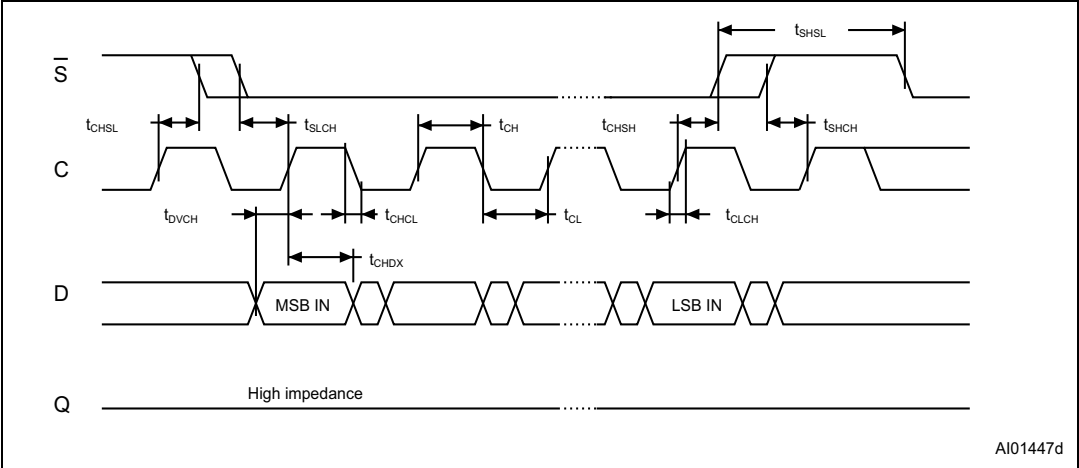 tSHSL
S̅
tCHSL
tSLCH
tCH
tCHSH
tSHCH
C
tDVCH
tCHCL
tCL
tCLCH
tCHDX
D
MSB IN
LSB IN
High impedance
Q
AI01447d